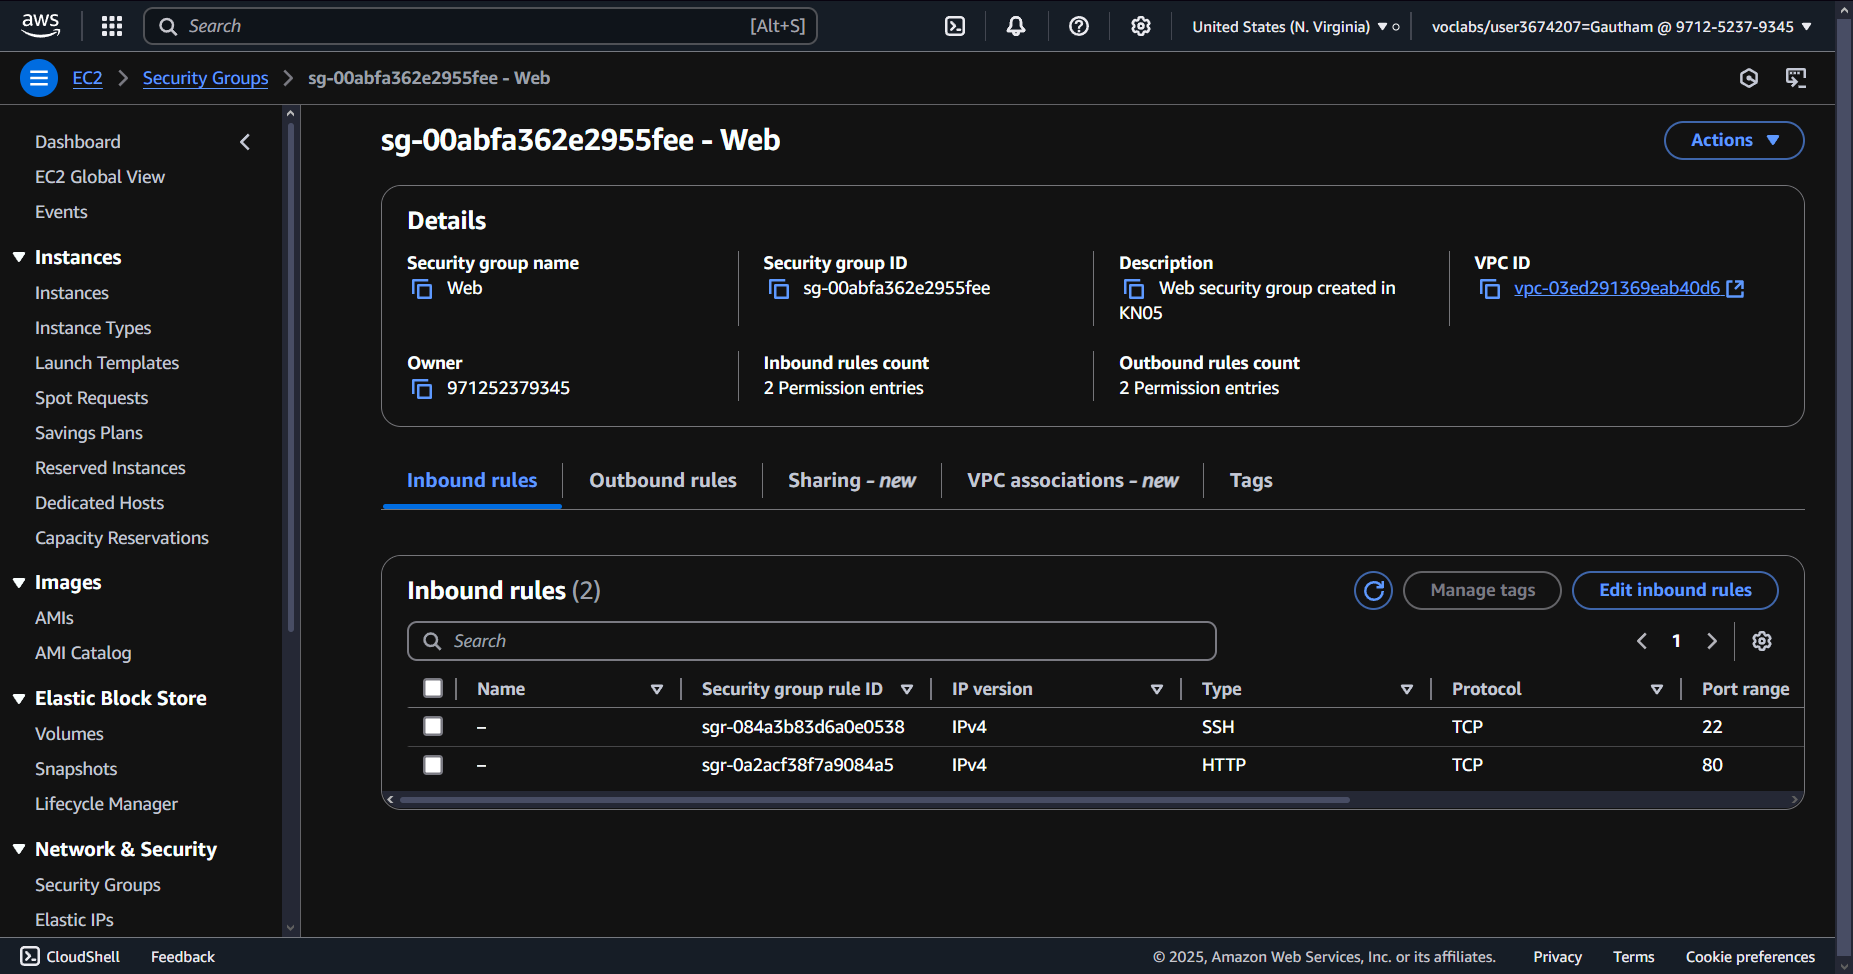 aws
Search [Alt+S]
United States (N. Virginia)
voclabs/user3674207=Gautham @ 9712-5237-9345
EC2 Security Groups sg-00abfa362e2955fee - Web
Dashboard
EC2 Global View
Events
Instances
Instances
Instance Types
Launch Templates
Spot Requests
Savings Plans
Reserved Instances
Dedicated Hosts
Capacity Reservations
Images
AMIs
AMI Catalog
Elastic Block Store
Volumes
Snapshots
Lifecycle Manager
Network & Security
Security Groups
Elastic IPs
sg-00abfa362e2955fee - Web
Actions
Details
Security group name
Web
Security group ID
sg-00abfa362e2955fee
Description
Web security group created in
KN05
VPC ID
vpc-03ed291369eab40d6
Owner
971252379345
Inbound rules count
2 Permission entries
Outbound rules count
2 Permission entries
Inbound rules
Outbound rules
Sharing - new
VPC associations - new
Tags
Inbound rules (2)
Manage tags
Edit inbound rules
Search
1
Name Security group rule ID IP version Type Protocol Port range
– sgr-084a3b83d6a0e0538 IPv4 SSH TCP 22
– sgr-0a2acf38f7a9084a5 IPv4 HTTP TCP 80
CloudShell Feedback
© 2025, Amazon Web Services, Inc. or its affiliates. Privacy Terms Cookie preferences